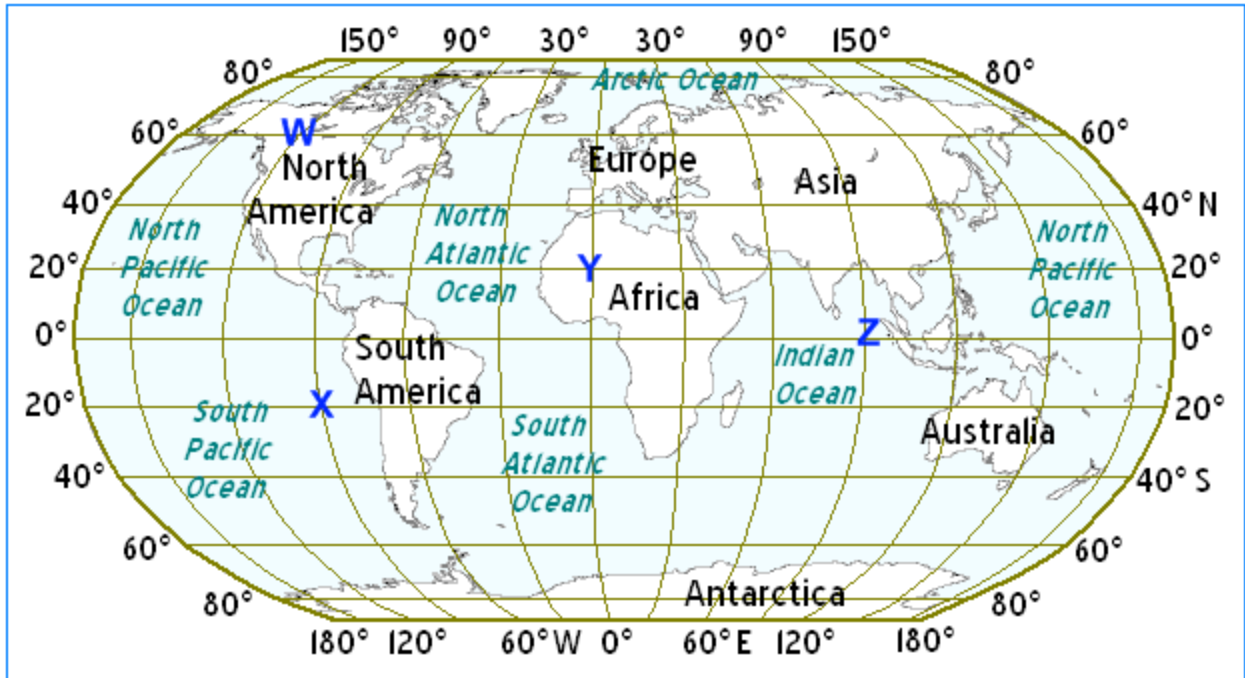 150° 90° 30° 30° 90° 150°
80° Arctic Ocean 80°
60° W 60°
North Europe
Asia
America
40° 40° N
North
Pacific
Ocean
North
Atlantic
Ocean
North
Pacific
Ocean
20° Y 20°
Africa
0° Z 0°
South
America
Indian
Ocean
20° X 20°
South
Pacific
Ocean
South
Atlantic
Ocean
Australia
40° 40° S
60° 60°
Antarctica
80° 80°
180° 120° 60° W 0° 60° E 120° 180°